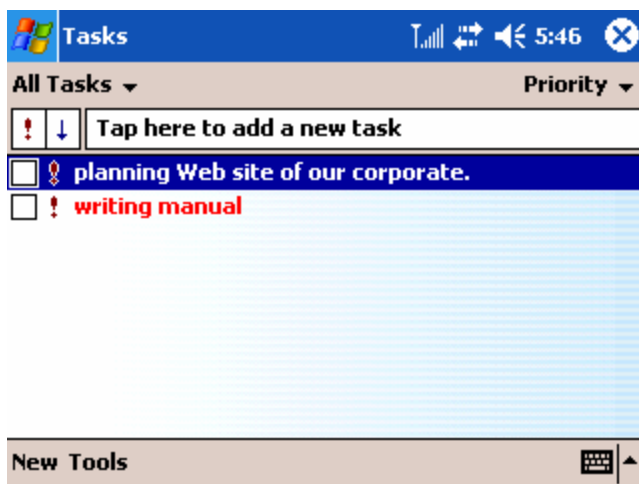 Tasks 5:46
All Tasks Priority
! ↓ Tap here to add a new task
! planning Web site of our corporate.
! writing manual
New Tools